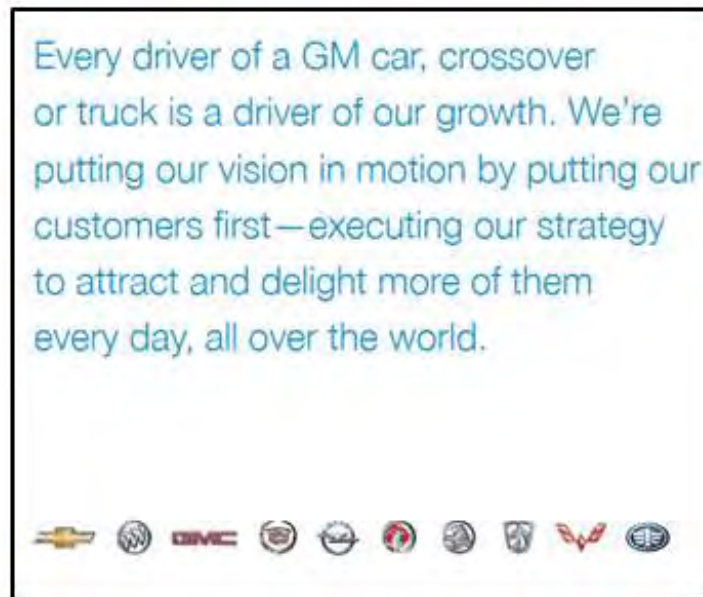 Every driver of a GM car, crossover
or truck is a driver of our growth. We're
putting our vision in motion by putting our
customers first—executing our strategy
to attract and delight more of them
every day, all over the world.
GMC